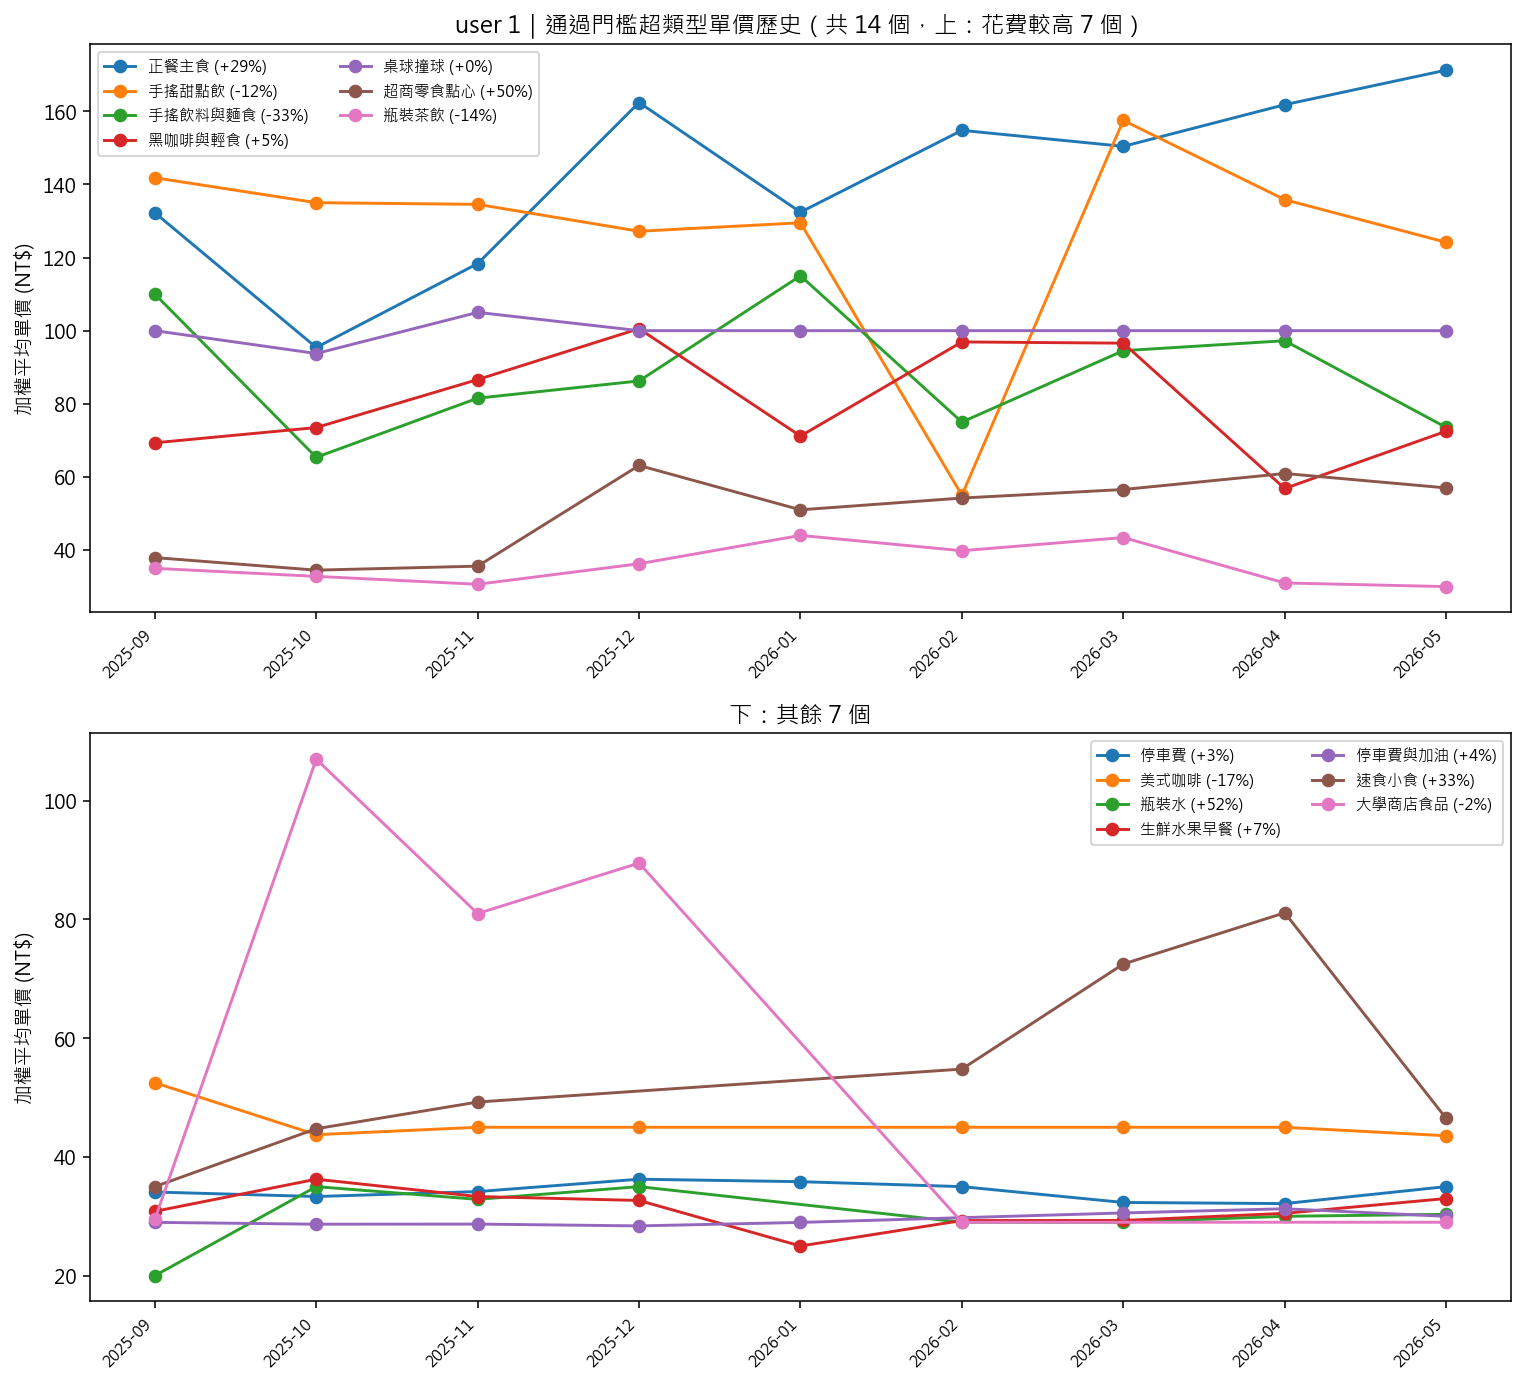 user 1｜通過門檻超類型單價歷史（共 14 個，上：花費較高 7 個）
正餐主食 (+29%)
手搖甜點飲 (-12%)
手搖飲料與麵食 (-33%)
黑咖啡與輕食 (+5%)
桌球撞球 (+0%)
超商零食點心 (+50%)
瓶裝茶飲 (-14%)
加權平均單價 (NT$)
160
140
120
100
80
60
40
2025-09
2025-10
2025-11
2025-12
2026-01
2026-02
2026-03
2026-04
2026-05
下：其餘 7 個
停車費 (+3%)
美式咖啡 (-17%)
瓶裝水 (+52%)
生鮮水果早餐 (+7%)
停車費與加油 (+4%)
速食小食 (+33%)
大學商店食品 (-2%)
加權平均單價 (NT$)
100
80
60
40
20
2025-09
2025-10
2025-11
2025-12
2026-01
2026-02
2026-03
2026-04
2026-05